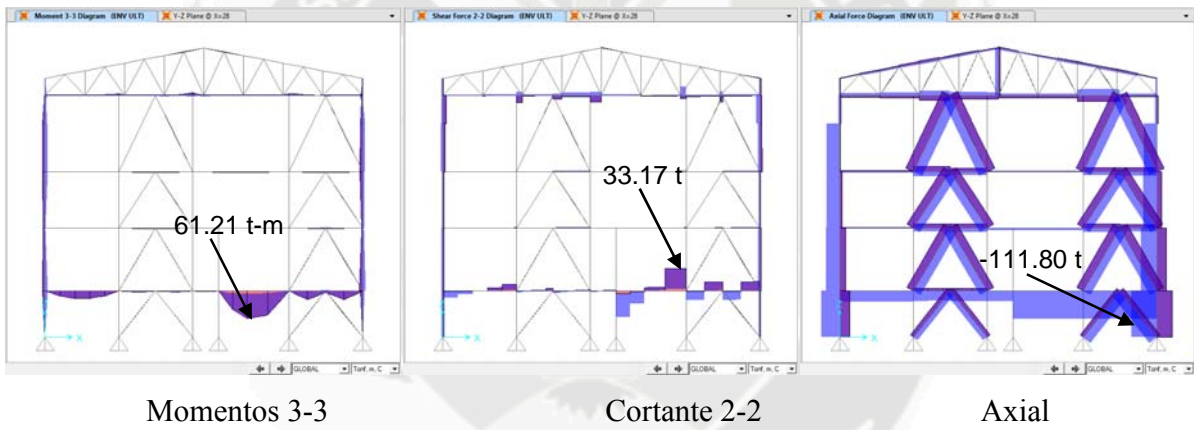 Moment 3-3 Diagram (ENV ULT)
Y-Z Plane @ X=28
Shear Force 2-2 Diagram (ENV ULT)
Y-Z Plane @ X=28
Axial Force Diagram (ENV ULT)
Y-Z Plane @ X=28
61.21 t-m
33.17 t
-111.80 t
X
X
X
GLOBAL
Tonf, m, C
GLOBAL
Tonf, m, C
GLOBAL
Tonf, m, C
Momentos 3-3
Cortante 2-2
Axial